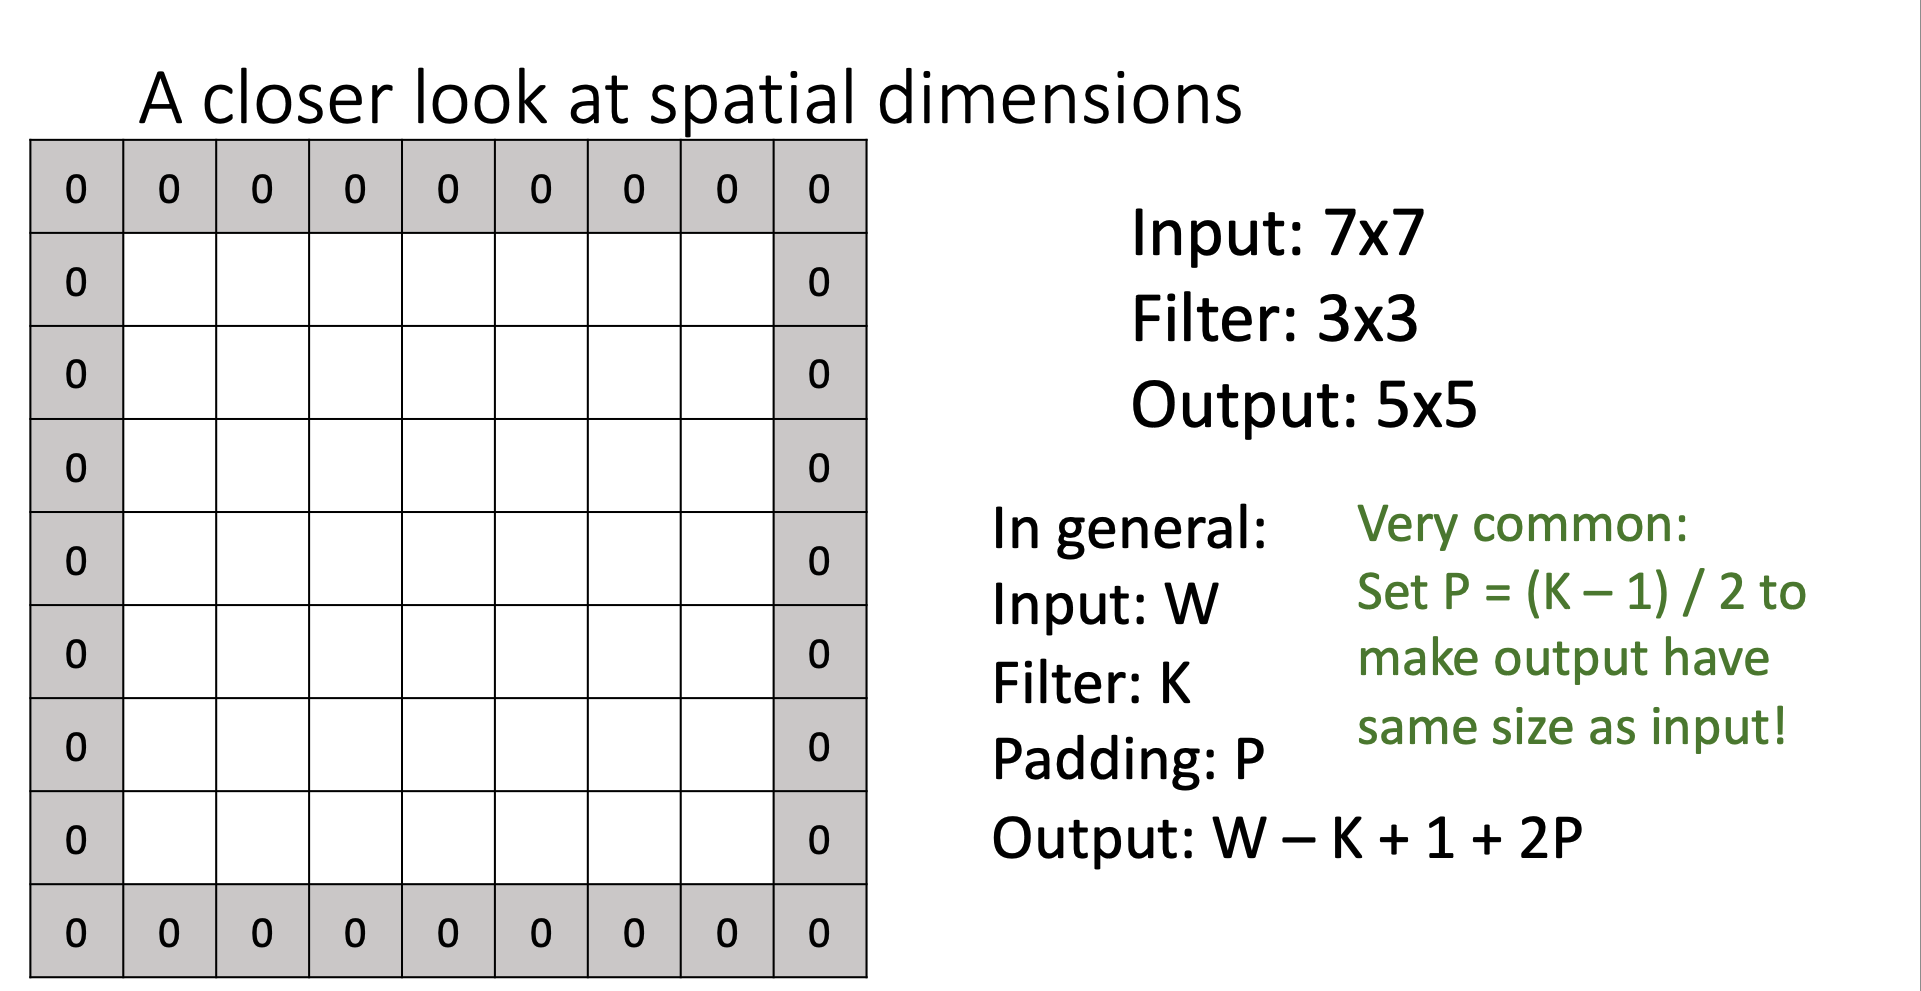 A closer look at spatial dimensions
0 0 0 0 0 0 0 0 0
0 0
0 0
0 0
0 0
0 0
0 0
0 0
0 0 0 0 0 0 0 0 0
Input: 7x7
Filter: 3x3
Output: 5x5
In general:
Input: W
Filter: K
Padding: P
Output: W – K + 1 + 2P
Very common:
Set P = (K – 1) / 2 to
make output have
same size as input!